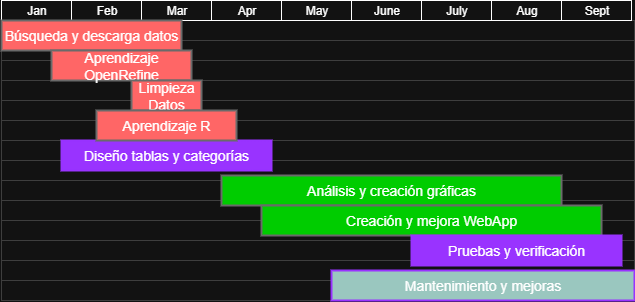 Jan Feb Mar Apr May June July Aug Sept
Búsqueda y descarga datos
Aprendizaje
OpenRefine
Limpieza
Datos
Aprendizaje R
Diseño tablas y categorías
Análisis y creación gráficas
Creación y mejora WebApp
Pruebas y verificación
Mantenimiento y mejoras